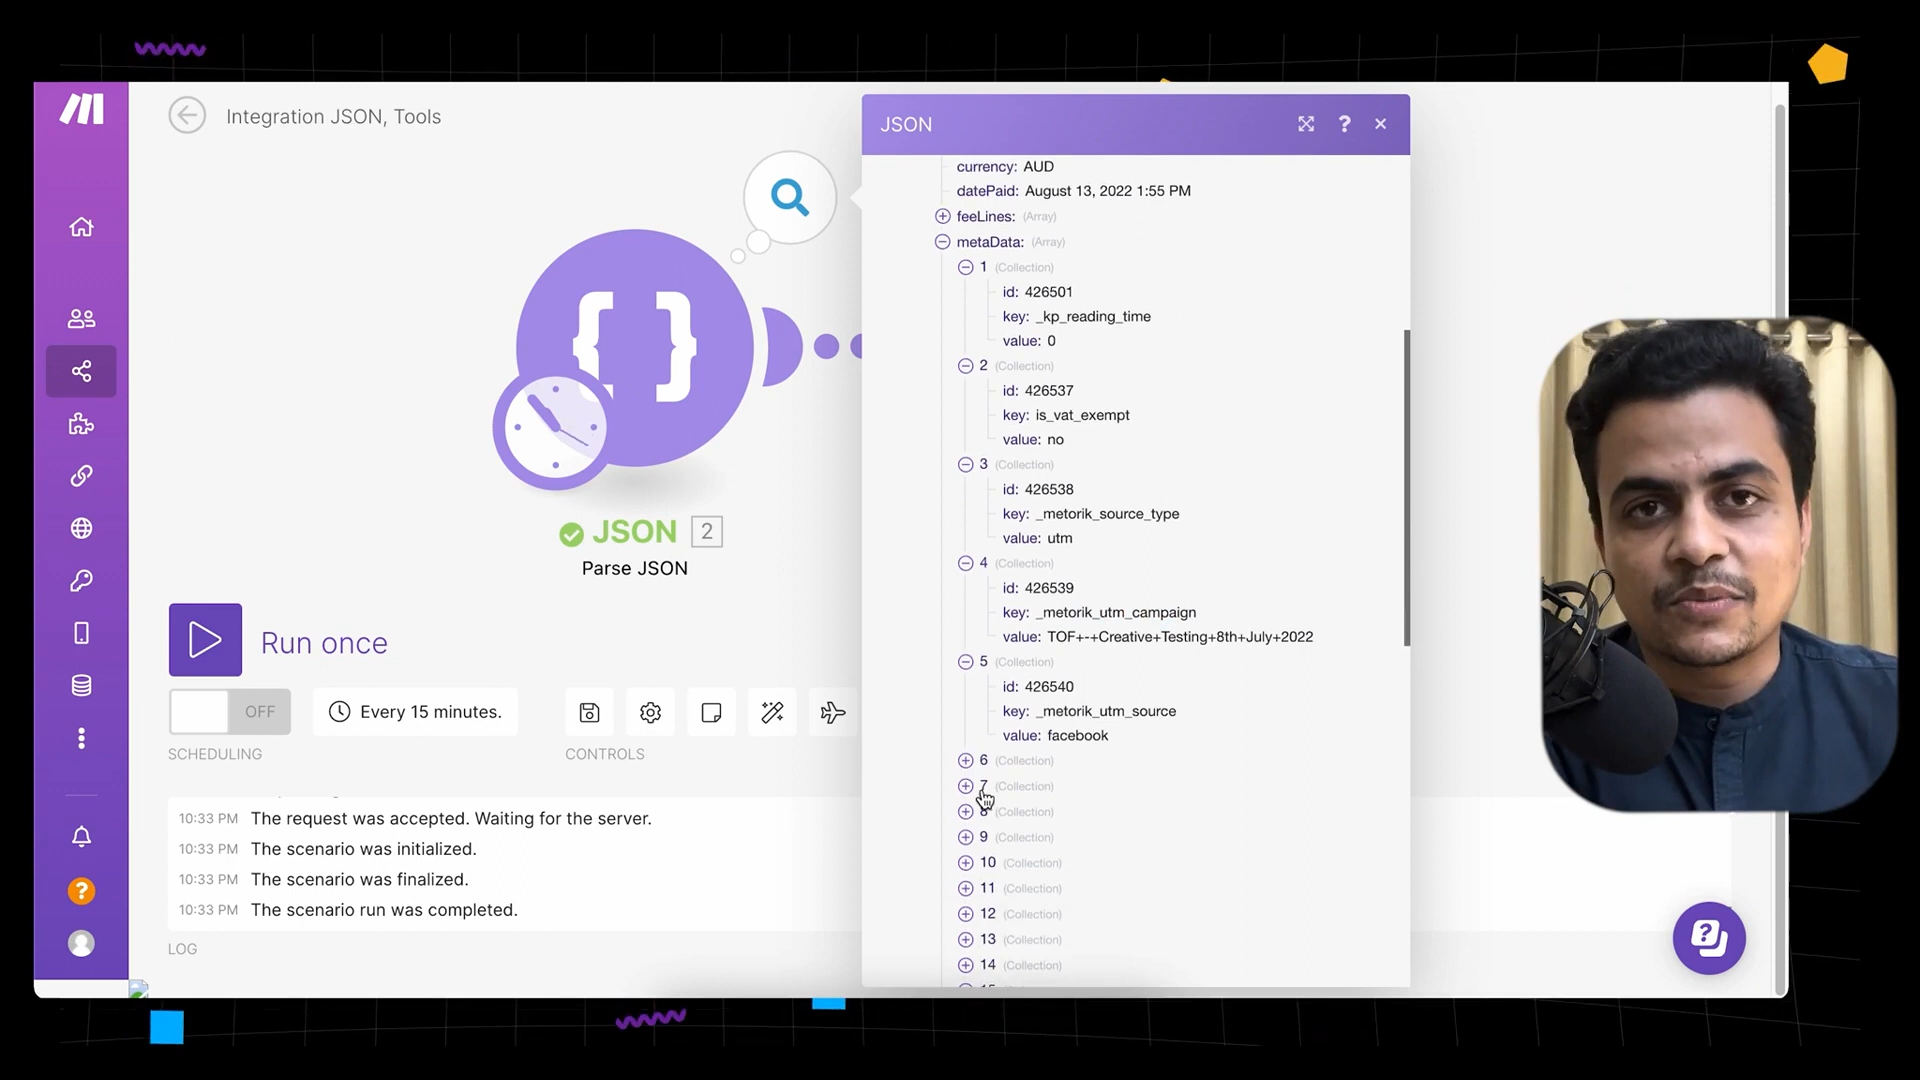 Integration JSON, Tools
JSON
?
currency: AUD
datePaid: August 13, 2022 1:55 PM
feeLines: (Array)
metaData: (Array)
1 (Collection)
id: 426501
key: _kp_reading_time
value: 0
2 (Collection)
id: 426537
key: is_vat_exempt
value: no
3 (Collection)
id: 426538
key: _metorik_source_type
value: utm
4 (Collection)
id: 426539
key: _metorik_utm_campaign
value: TOF+-+Creative+Testing+8th+July+2022
5 (Collection)
id: 426540
key: _metorik_utm_source
value: facebook
6 (Collection)
7 (Collection)
8 (Collection)
9 (Collection)
10 (Collection)
11 (Collection)
12 (Collection)
13 (Collection)
14 (Collection)
{ }
JSON 2
Parse JSON
Run once
OFF
Every 15 minutes.
SCHEDULING
CONTROLS
10:33 PM The request was accepted. Waiting for the server.
10:33 PM The scenario was initialized.
10:33 PM The scenario was finalized.
10:33 PM The scenario run was completed.
LOG
?
?